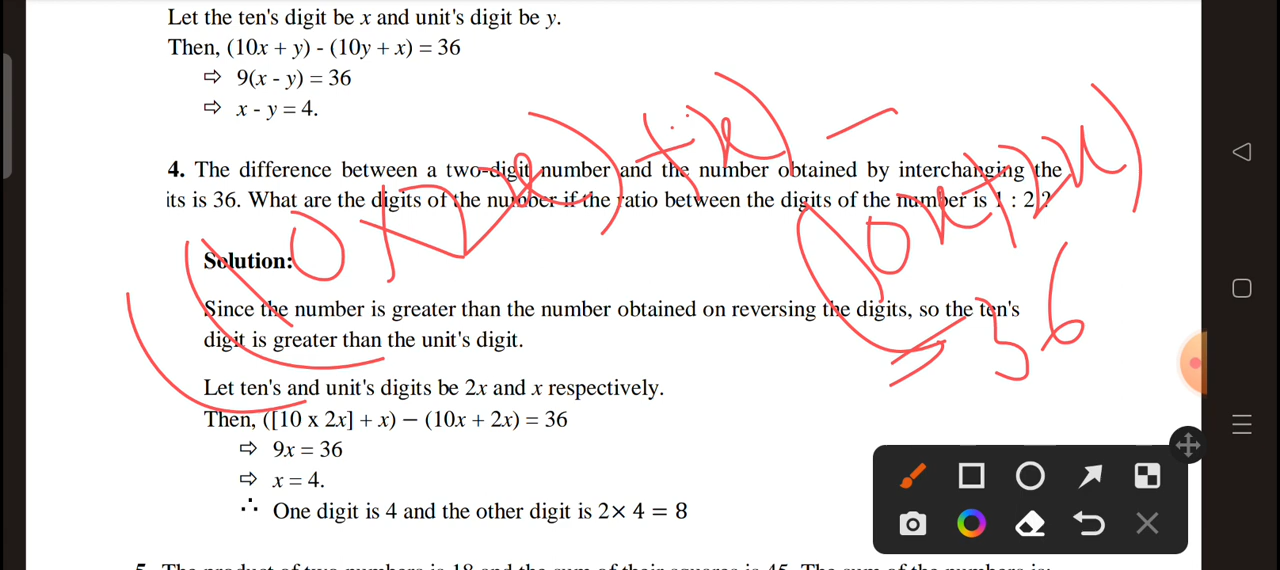 Let the ten's digit be x and unit's digit be y.
Then, (10x + y) - (10y + x) = 36
⇨ 9(x - y) = 36
⇨ x - y = 4.
4. The difference between a two-digit number and the number obtained by interchanging the
its is 36. What are the digits of the number if the ratio between the digits of the number is 1 : 2 ?
((10×2x)+x) - (10x+2x)
= 36
Solution:
Since the number is greater than the number obtained on reversing the digits, so the ten's
digit is greater than the unit's digit.
Let ten's and unit's digits be 2x and x respectively.
Then, ([10 x 2x] + x) − (10x + 2x) = 36
⇨ 9x = 36
⇨ x = 4.
∴ One digit is 4 and the other digit is 2× 4 = 8